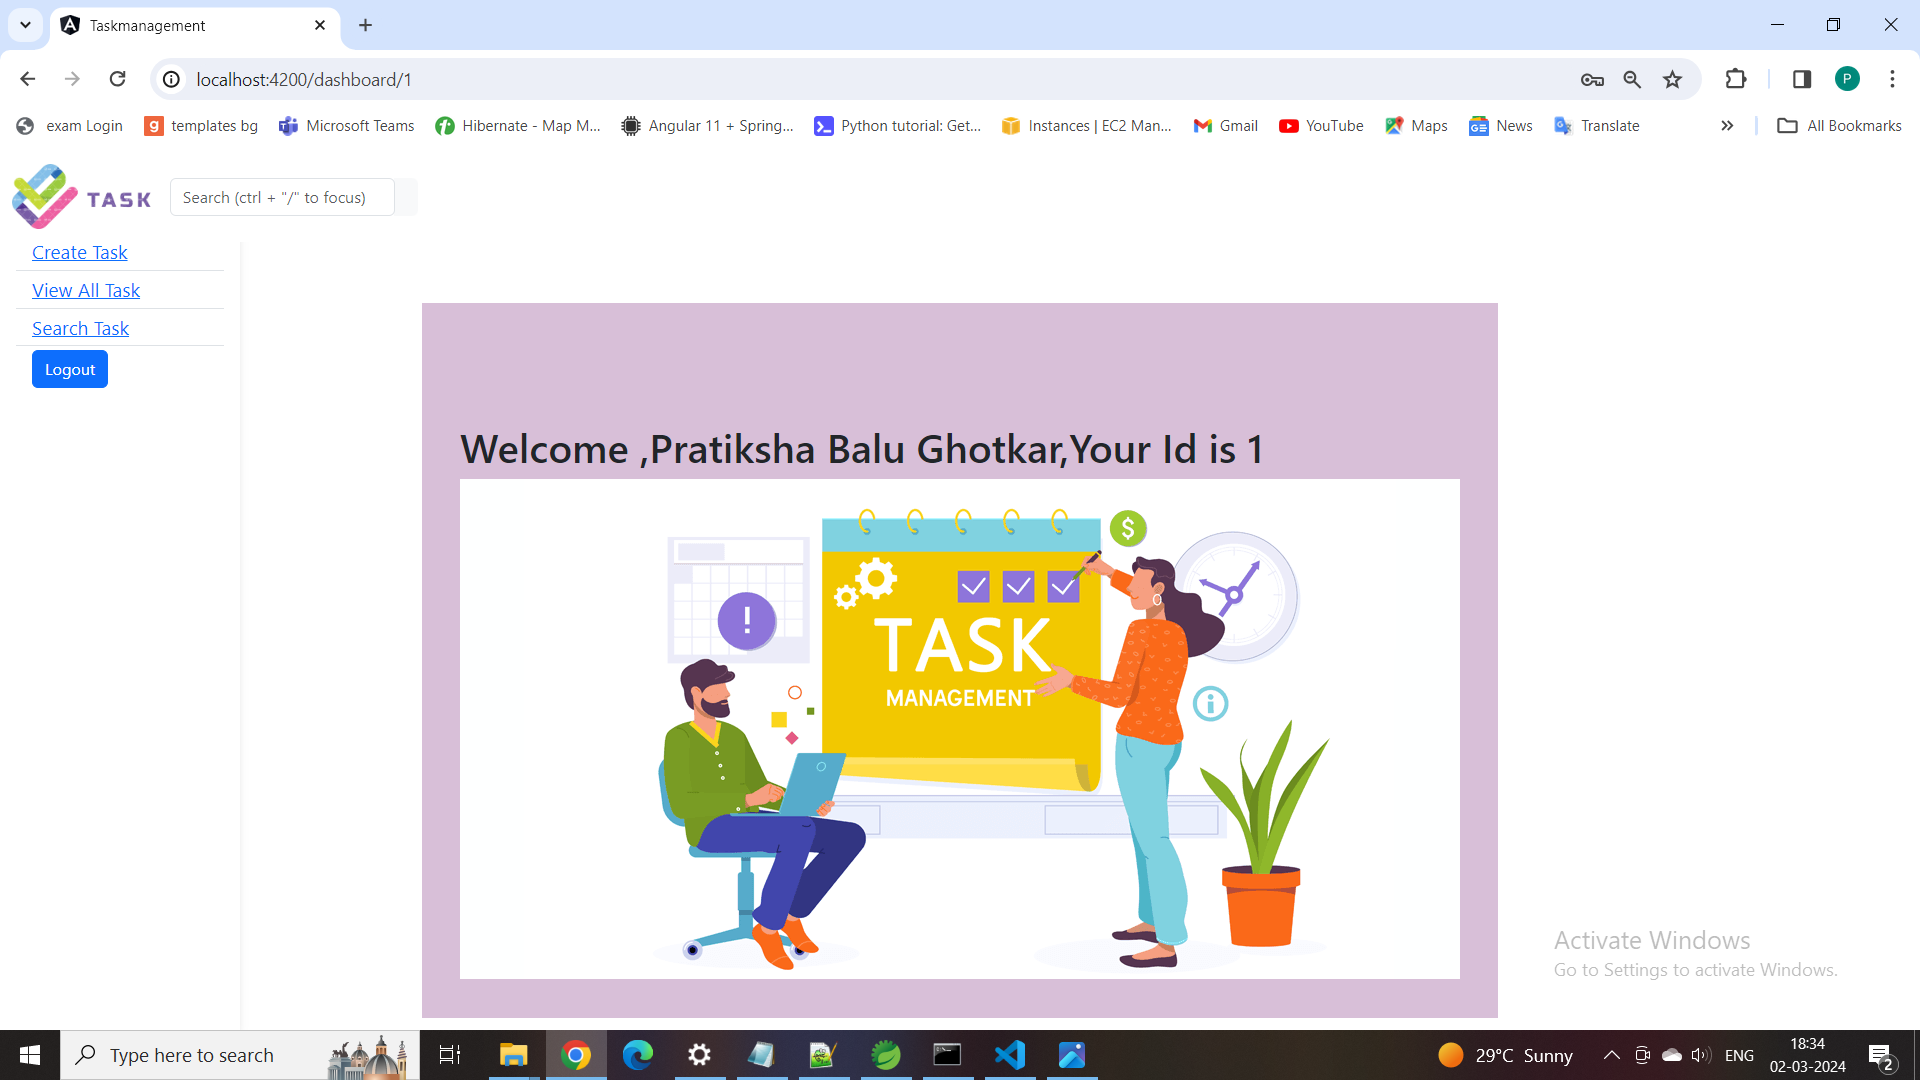 Taskmanagement
localhost:4200/dashboard/1
P
exam Login
g templates bg
Microsoft Teams
Hibernate - Map M...
Angular 11 + Spring...
Python tutorial: Get...
Instances | EC2 Man...
Gmail
YouTube
Maps
News
Translate
All Bookmarks
TASK
Search (ctrl + "/" to focus)
Create Task
View All Task
Search Task
Logout
Welcome ,Pratiksha Balu Ghotkar,Your Id is 1
$
!
TASK
MANAGEMENT
i
Activate Windows
Go to Settings to activate Windows.
Type here to search
29°C Sunny
ENG
18:34
02-03-2024
2